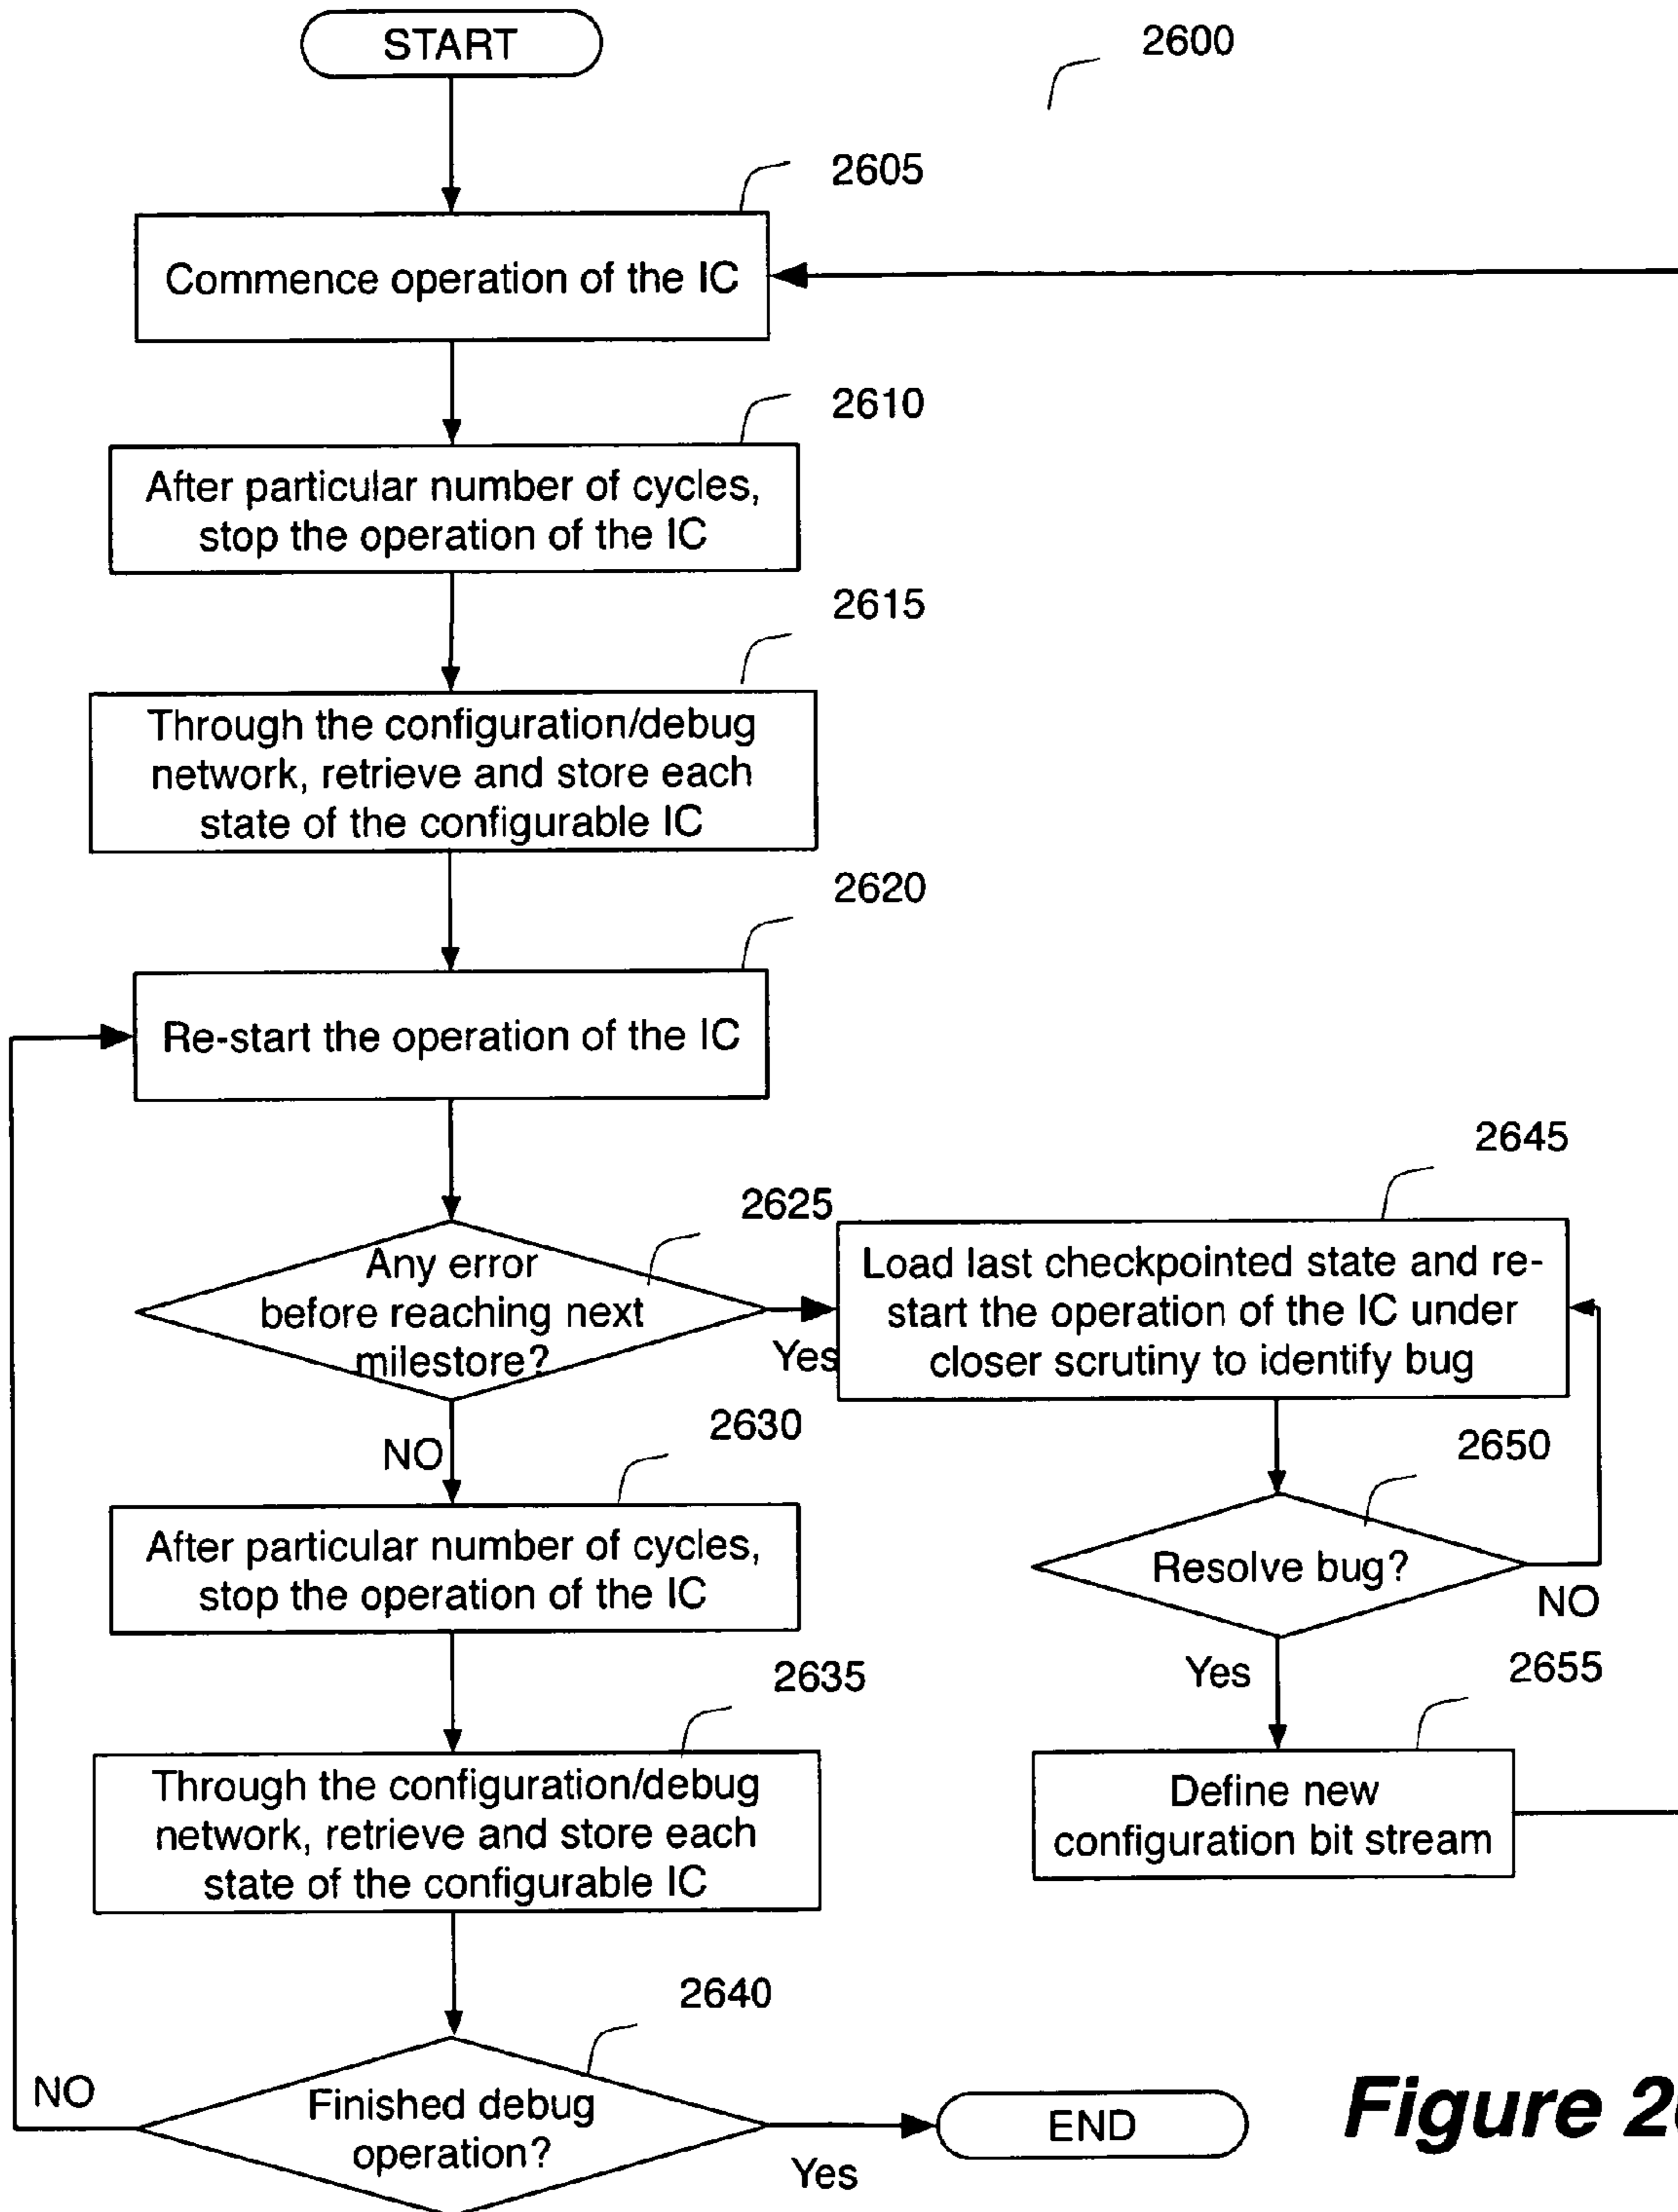 START
2600
2605
Commence operation of the IC
2610
After particular number of cycles,
stop the operation of the IC
2615
Through the configuration/debug
network, retrieve and store each
state of the configurable IC
2620
Re-start the operation of the IC
2625
Any error
before reaching next
milestore?
Yes
NO
2645
Load last checkpointed state and re-
start the operation of the IC under
closer scrutiny to identify bug
2650
Resolve bug?
NO
Yes
2655
Define new
configuration bit stream
2630
After particular number of cycles,
stop the operation of the IC
2635
Through the configuration/debug
network, retrieve and store each
state of the configurable IC
2640
Finished debug
operation?
NO
Yes
END
Figure 2